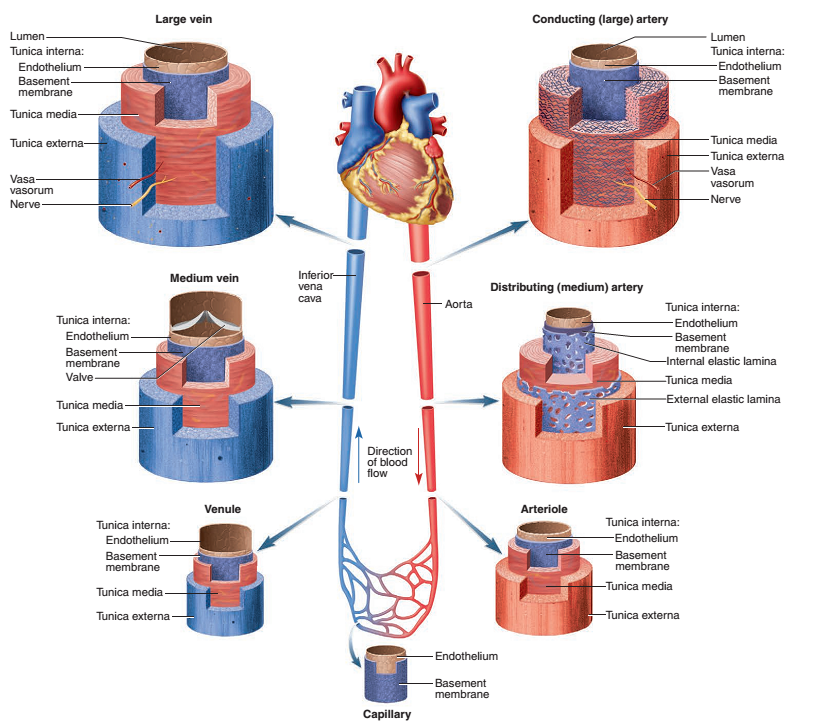 Large vein
Lumen
Tunica interna:
Endothelium
Basement
membrane
Tunica media
Tunica externa
Vasa
vasorum
Nerve
Conducting (large) artery
Lumen
Tunica interna:
Endothelium
Basement
membrane
Tunica media
Tunica externa
Vasa
vasorum
Nerve
Inferior
vena
cava
Aorta
Medium vein
Tunica interna:
Endothelium
Basement
membrane
Valve
Tunica media
Tunica externa
Distributing (medium) artery
Tunica interna:
Endothelium
Basement
membrane
Internal elastic lamina
Tunica media
External elastic lamina
Tunica externa
Direction
of blood
flow
Venule
Tunica interna:
Endothelium
Basement
membrane
Tunica media
Tunica externa
Arteriole
Tunica interna:
Endothelium
Basement
membrane
Tunica media
Tunica externa
Endothelium
Basement
membrane
Capillary